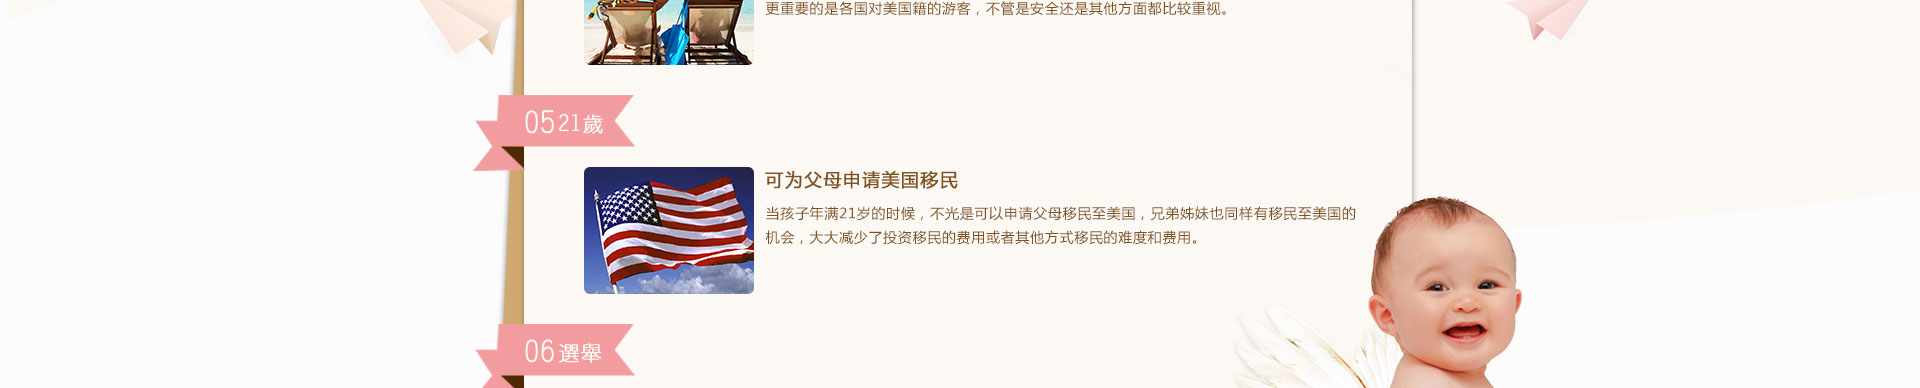 更重要的是各国对美国籍的游客，不管是安全还是其他方面都比较重视。
05 21歲
可为父母申请美国移民
当孩子年满21岁的时候，不光是可以申请父母移民至美国，兄弟姊妹也同样有移民至美国的
机会，大大减少了投资移民的费用或者其他方式移民的难度和费用。
06 選舉